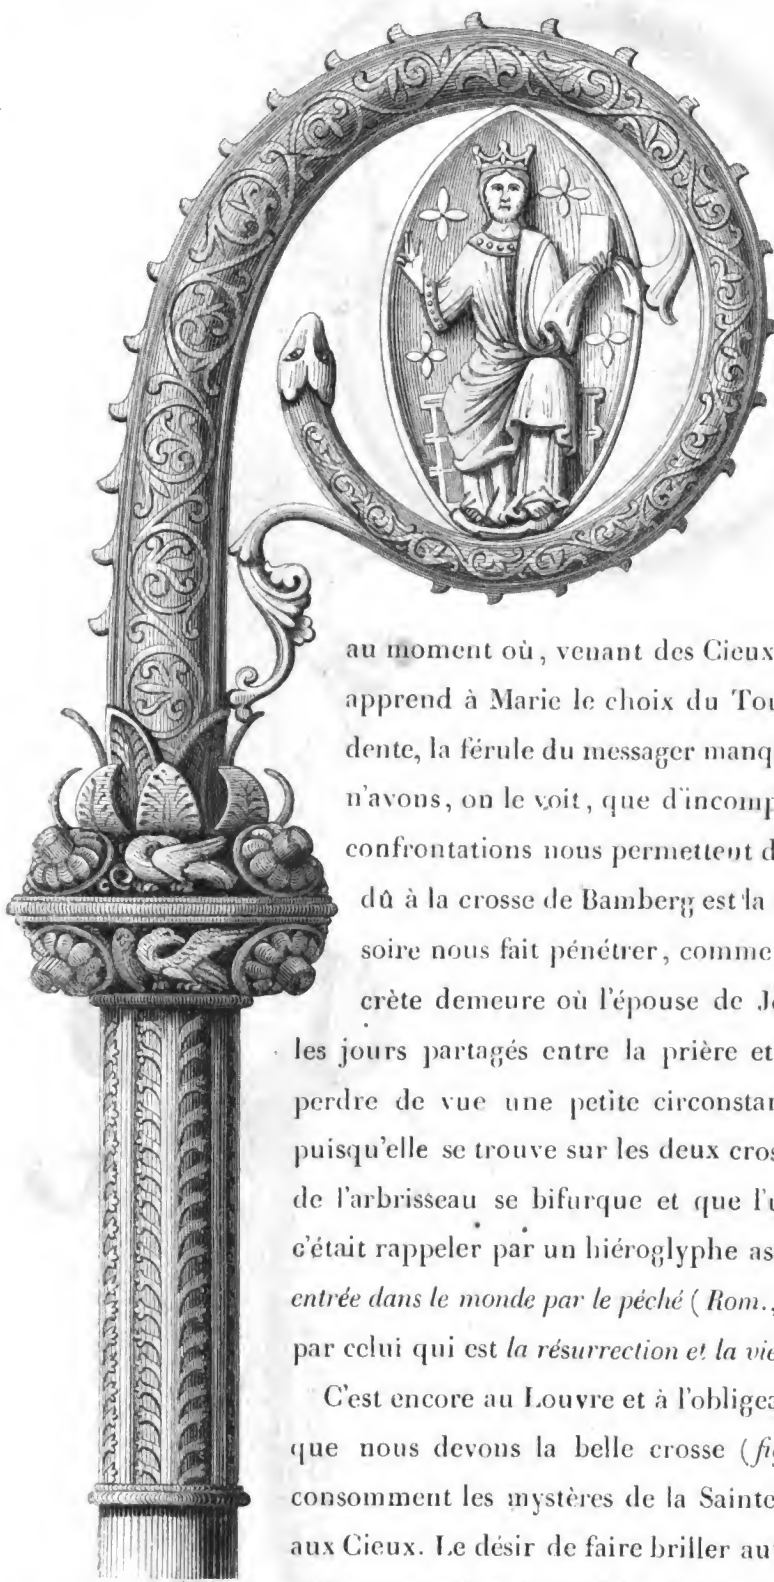 au moment où, venant des Cieux
apprend à Marie le choix du Tou
dente, la férule du messager manq
n'avons, on le voit, que d'incomp
confrontations nous permettent d
dû à la crosse de Bamberg est la
soire nous fait pénétrer, comme
crète demeure où l'épouse de J
les jours partagés entre la prière et
perdre de vue une petite circonstan
puisqu'elle se trouve sur les deux cros
de l'arbrisseau se bifurque et que l'u
c'était rappeler par un hiéroglyphe as
entrée dans le monde par le péché (Rom.,
par celui qui est la résurrection et la vie
C'est encore au Louvre et à l'obligea
que nous devons la belle crosse (fig
consomment les mystères de la Sainte
aux Cieux. Le désir de faire briller au